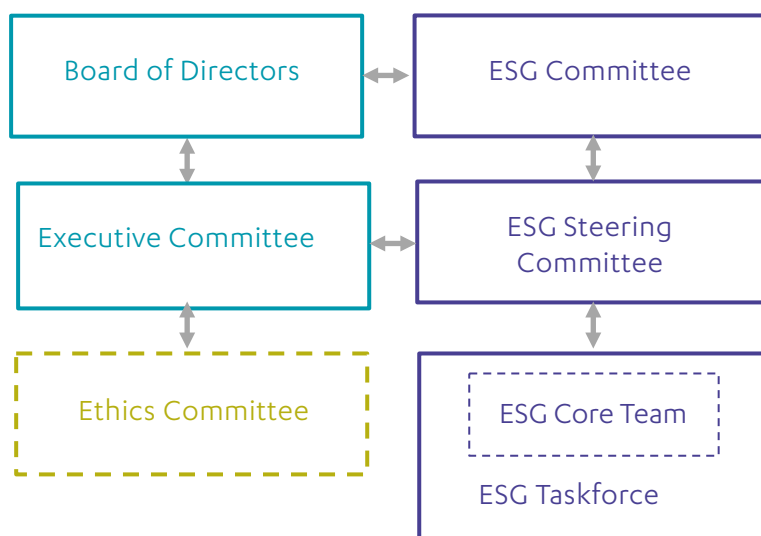 Board of Directors
ESG Committee
Executive Committee
ESG Steering
Committee
Ethics Committee
ESG Core Team
ESG Taskforce